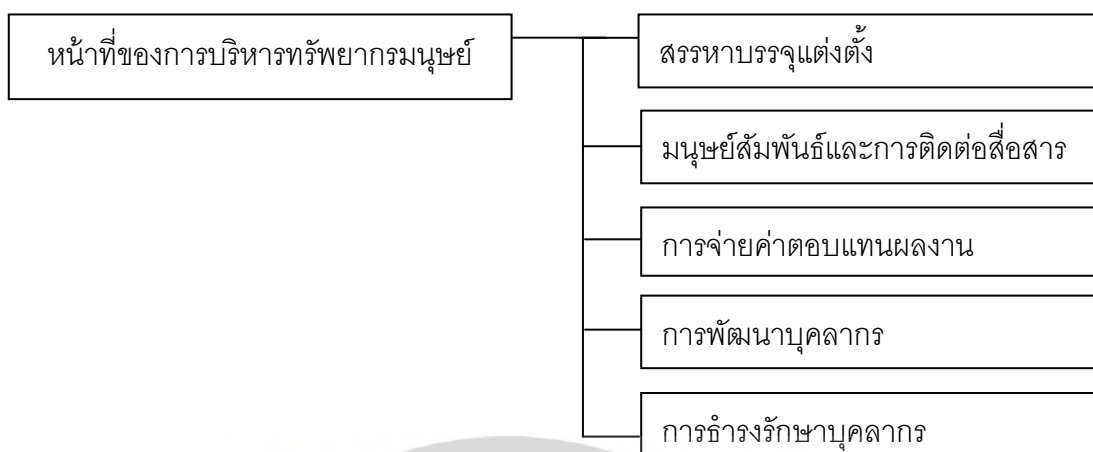 หน้าที่ของการบริหารทรัพยากรมนุษย์
สรรหาบรรจุแต่งตั้ง
มนุษย์สัมพันธ์และการติดต่อสื่อสาร
การจ่ายค่าตอบแทนผลงาน
การพัฒนาบุคลากร
การธำรงรักษาบุคลากร